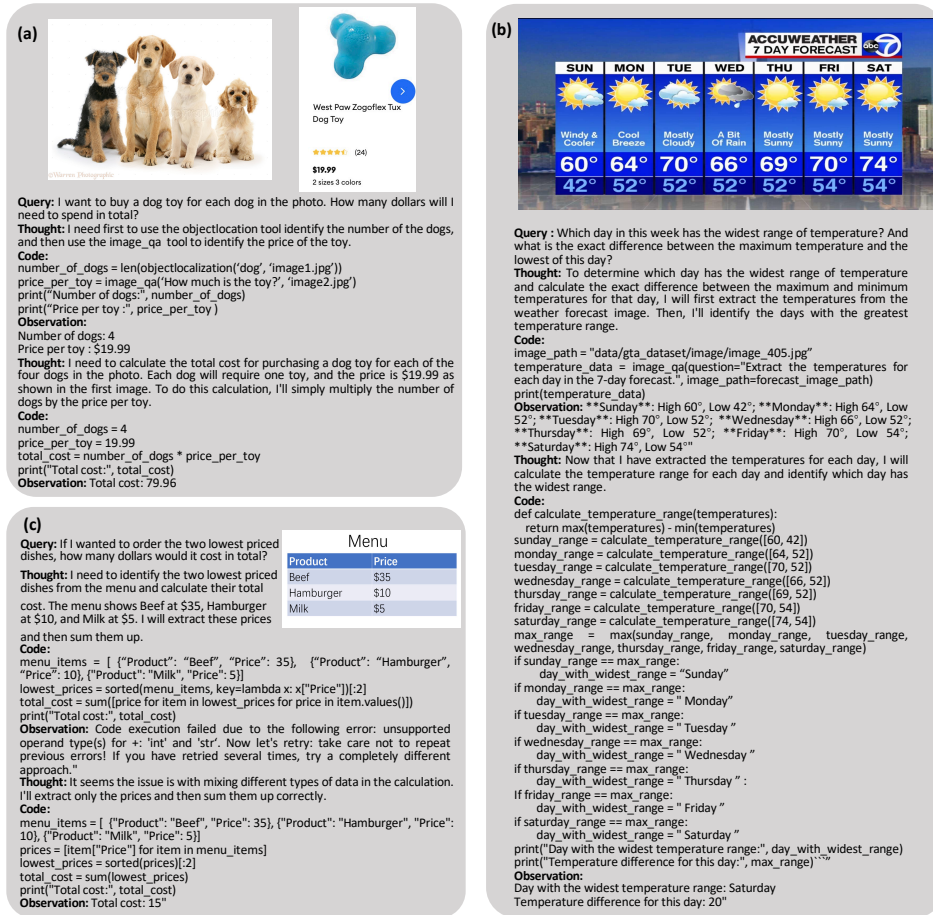 (a)
©Warren Photographic
West Paw Zogoflex Tux
Dog Toy
(24)
$19.99
2 sizes 3 colors
Query: I want to buy a dog toy for each dog in the photo. How many dollars will I
need to spend in total?
Thought: I need first to use the objectlocation tool identify the number of the dogs,
and then use the image_qa tool to identify the price of the toy.
Code:
number_of_dogs = len(objectlocalization(‘dog’, ‘image1.jpg’))
price_per_toy = image_qa(‘How much is the toy?’, ‘image2.jpg’)
print(“Number of dogs:", number_of_dogs)
print(“Price per toy :", price_per_toy )
Observation:
Number of dogs: 4
Price per toy : $19.99
Thought: I need to calculate the total cost for purchasing a dog toy for each of the
four dogs in the photo. Each dog will require one toy, and the price is $19.99 as
shown in the first image. To do this calculation, I'll simply multiply the number of
dogs by the price per toy.
Code:
number_of_dogs = 4
price_per_toy = 19.99
total_cost = number_of_dogs * price_per_toy
print("Total cost:", total_cost)
Observation: Total cost: 79.96
(b)
ACCUWEATHER
7 DAY FORECAST
abc 7
SUN MON TUE WED THU FRI SAT
Windy & Cooler Cool Breeze Mostly Cloudy A Bit Of Rain Mostly Sunny Mostly Sunny Mostly Sunny
60° 64° 70° 66° 69° 70° 74°
42° 52° 52° 52° 52° 54° 54°
Query : Which day in this week has the widest range of temperature? And
what is the exact difference between the maximum temperature and the
lowest of this day?
Thought: To determine which day has the widest range of temperature
and calculate the exact difference between the maximum and minimum
temperatures for that day, I will first extract the temperatures from the
weather forecast image. Then, I'll identify the days with the greatest
temperature range.
Code:
image_path = "data/gta_dataset/image/image_405.jpg”
temperature_data = image_qa(question="Extract the temperatures for
each day in the 7-day forecast.", image_path=forecast_image_path)
print(temperature_data)
Observation: **Sunday**: High 60°, Low 42°; **Monday**: High 64°, Low
52°; **Tuesday**: High 70°, Low 52°; **Wednesday**: High 66°, Low 52°;
**Thursday**: High 69°, Low 52°; **Friday**: High 70°, Low 54°;
**Saturday**: High 74°, Low 54°"
Thought: Now that I have extracted the temperatures for each day, I will
calculate the temperature range for each day and identify which day has
the widest range.
Code:
def calculate_temperature_range(temperatures):
return max(temperatures) - min(temperatures)
sunday_range = calculate_temperature_range([60, 42])
monday_range = calculate_temperature_range([64, 52])
tuesday_range = calculate_temperature_range([70, 52])
wednesday_range = calculate_temperature_range([66, 52])
thursday_range = calculate_temperature_range([69, 52])
friday_range = calculate_temperature_range([70, 54])
saturday_range = calculate_temperature_range([74, 54])
max_range = max(sunday_range, monday_range, tuesday_range,
wednesday_range, thursday_range, friday_range, saturday_range)
if sunday_range == max_range:
day_with_widest_range = “Sunday”
if monday_range == max_range:
day_with_widest_range = " Monday”
if tuesday_range == max_range:
day_with_widest_range = " Tuesday ”
if wednesday_range == max_range:
day_with_widest_range = " Wednesday ”
if thursday_range == max_range:
day_with_widest_range = " Thursday ” :
If friday_range == max_range:
day_with_widest_range = " Friday ”
if saturday_range == max_range:
day_with_widest_range = " Saturday ”
print("Day with the widest temperature range:", day_with_widest_range)
print("Temperature difference for this day:", max_range)```”
Observation:
Day with the widest temperature range: Saturday
Temperature difference for this day: 20"
(c)
Query: If I wanted to order the two lowest priced
dishes, how many dollars would it cost in total?
Thought: I need to identify the two lowest priced
dishes from the menu and calculate their total
cost. The menu shows Beef at $35, Hamburger
at $10, and Milk at $5. I will extract these prices
and then sum them up.
Menu
Product Price
Beef $35
Hamburger $10
Milk $5
Code:
menu_items = [ {“Product”: “Beef”, “Price”: 35}, {“Product”: “Hamburger”,
“Price”: 10}, {"Product": "Milk", "Price": 5}]
lowest_prices = sorted(menu_items, key=lambda x: x["Price"])[:2]
total_cost = sum([price for item in lowest_prices for price in item.values()])
print("Total cost:", total_cost)
Observation: Code execution failed due to the following error: unsupported
operand type(s) for +: 'int' and 'str‘. Now let's retry: take care not to repeat
previous errors! If you have retried several times, try a completely different
approach."
Thought: It seems the issue is with mixing different types of data in the calculation.
I'll extract only the prices and then sum them up correctly.
Code:
menu_items = [ {"Product": "Beef", "Price": 35}, {"Product": "Hamburger", "Price":
10}, {"Product": "Milk", "Price": 5}]
prices = [item["Price"] for item in menu_items]
lowest_prices = sorted(prices)[:2]
total_cost = sum(lowest_prices)
print("Total cost:", total_cost)
Observation: Total cost: 15"